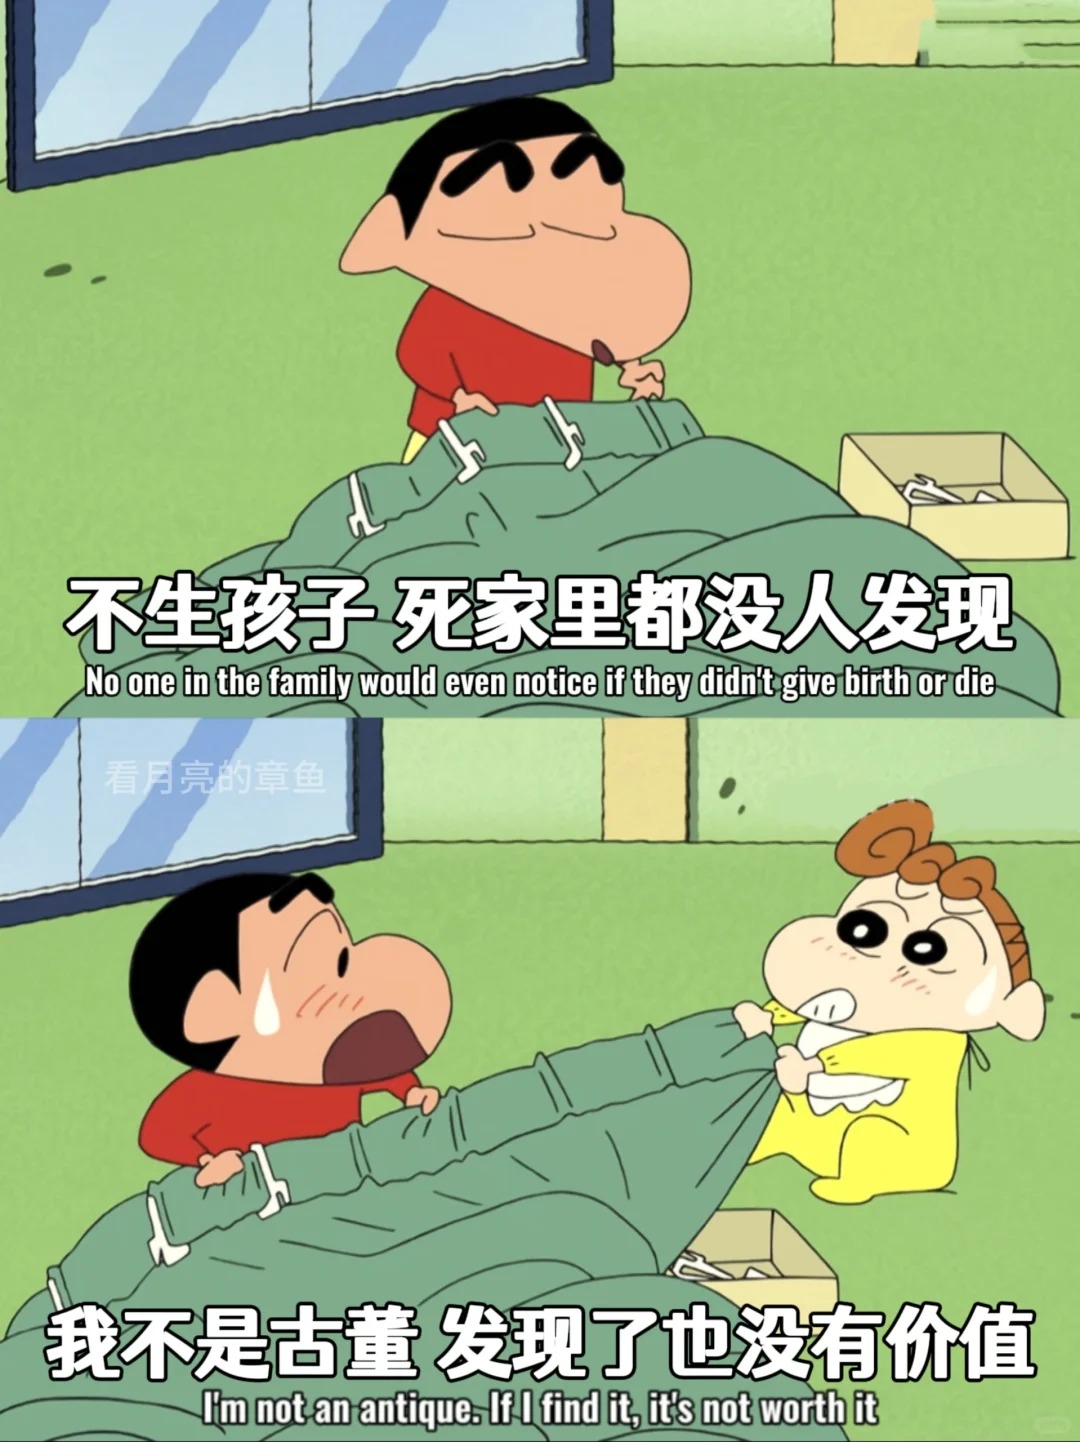 不生孩子 死家里都没人发现
No one in the family would even notice if they didn't give birth or die
看月亮的章鱼
我不是古董 发现了也没有价值
I'm not an antique. If I find it, it's not worth it